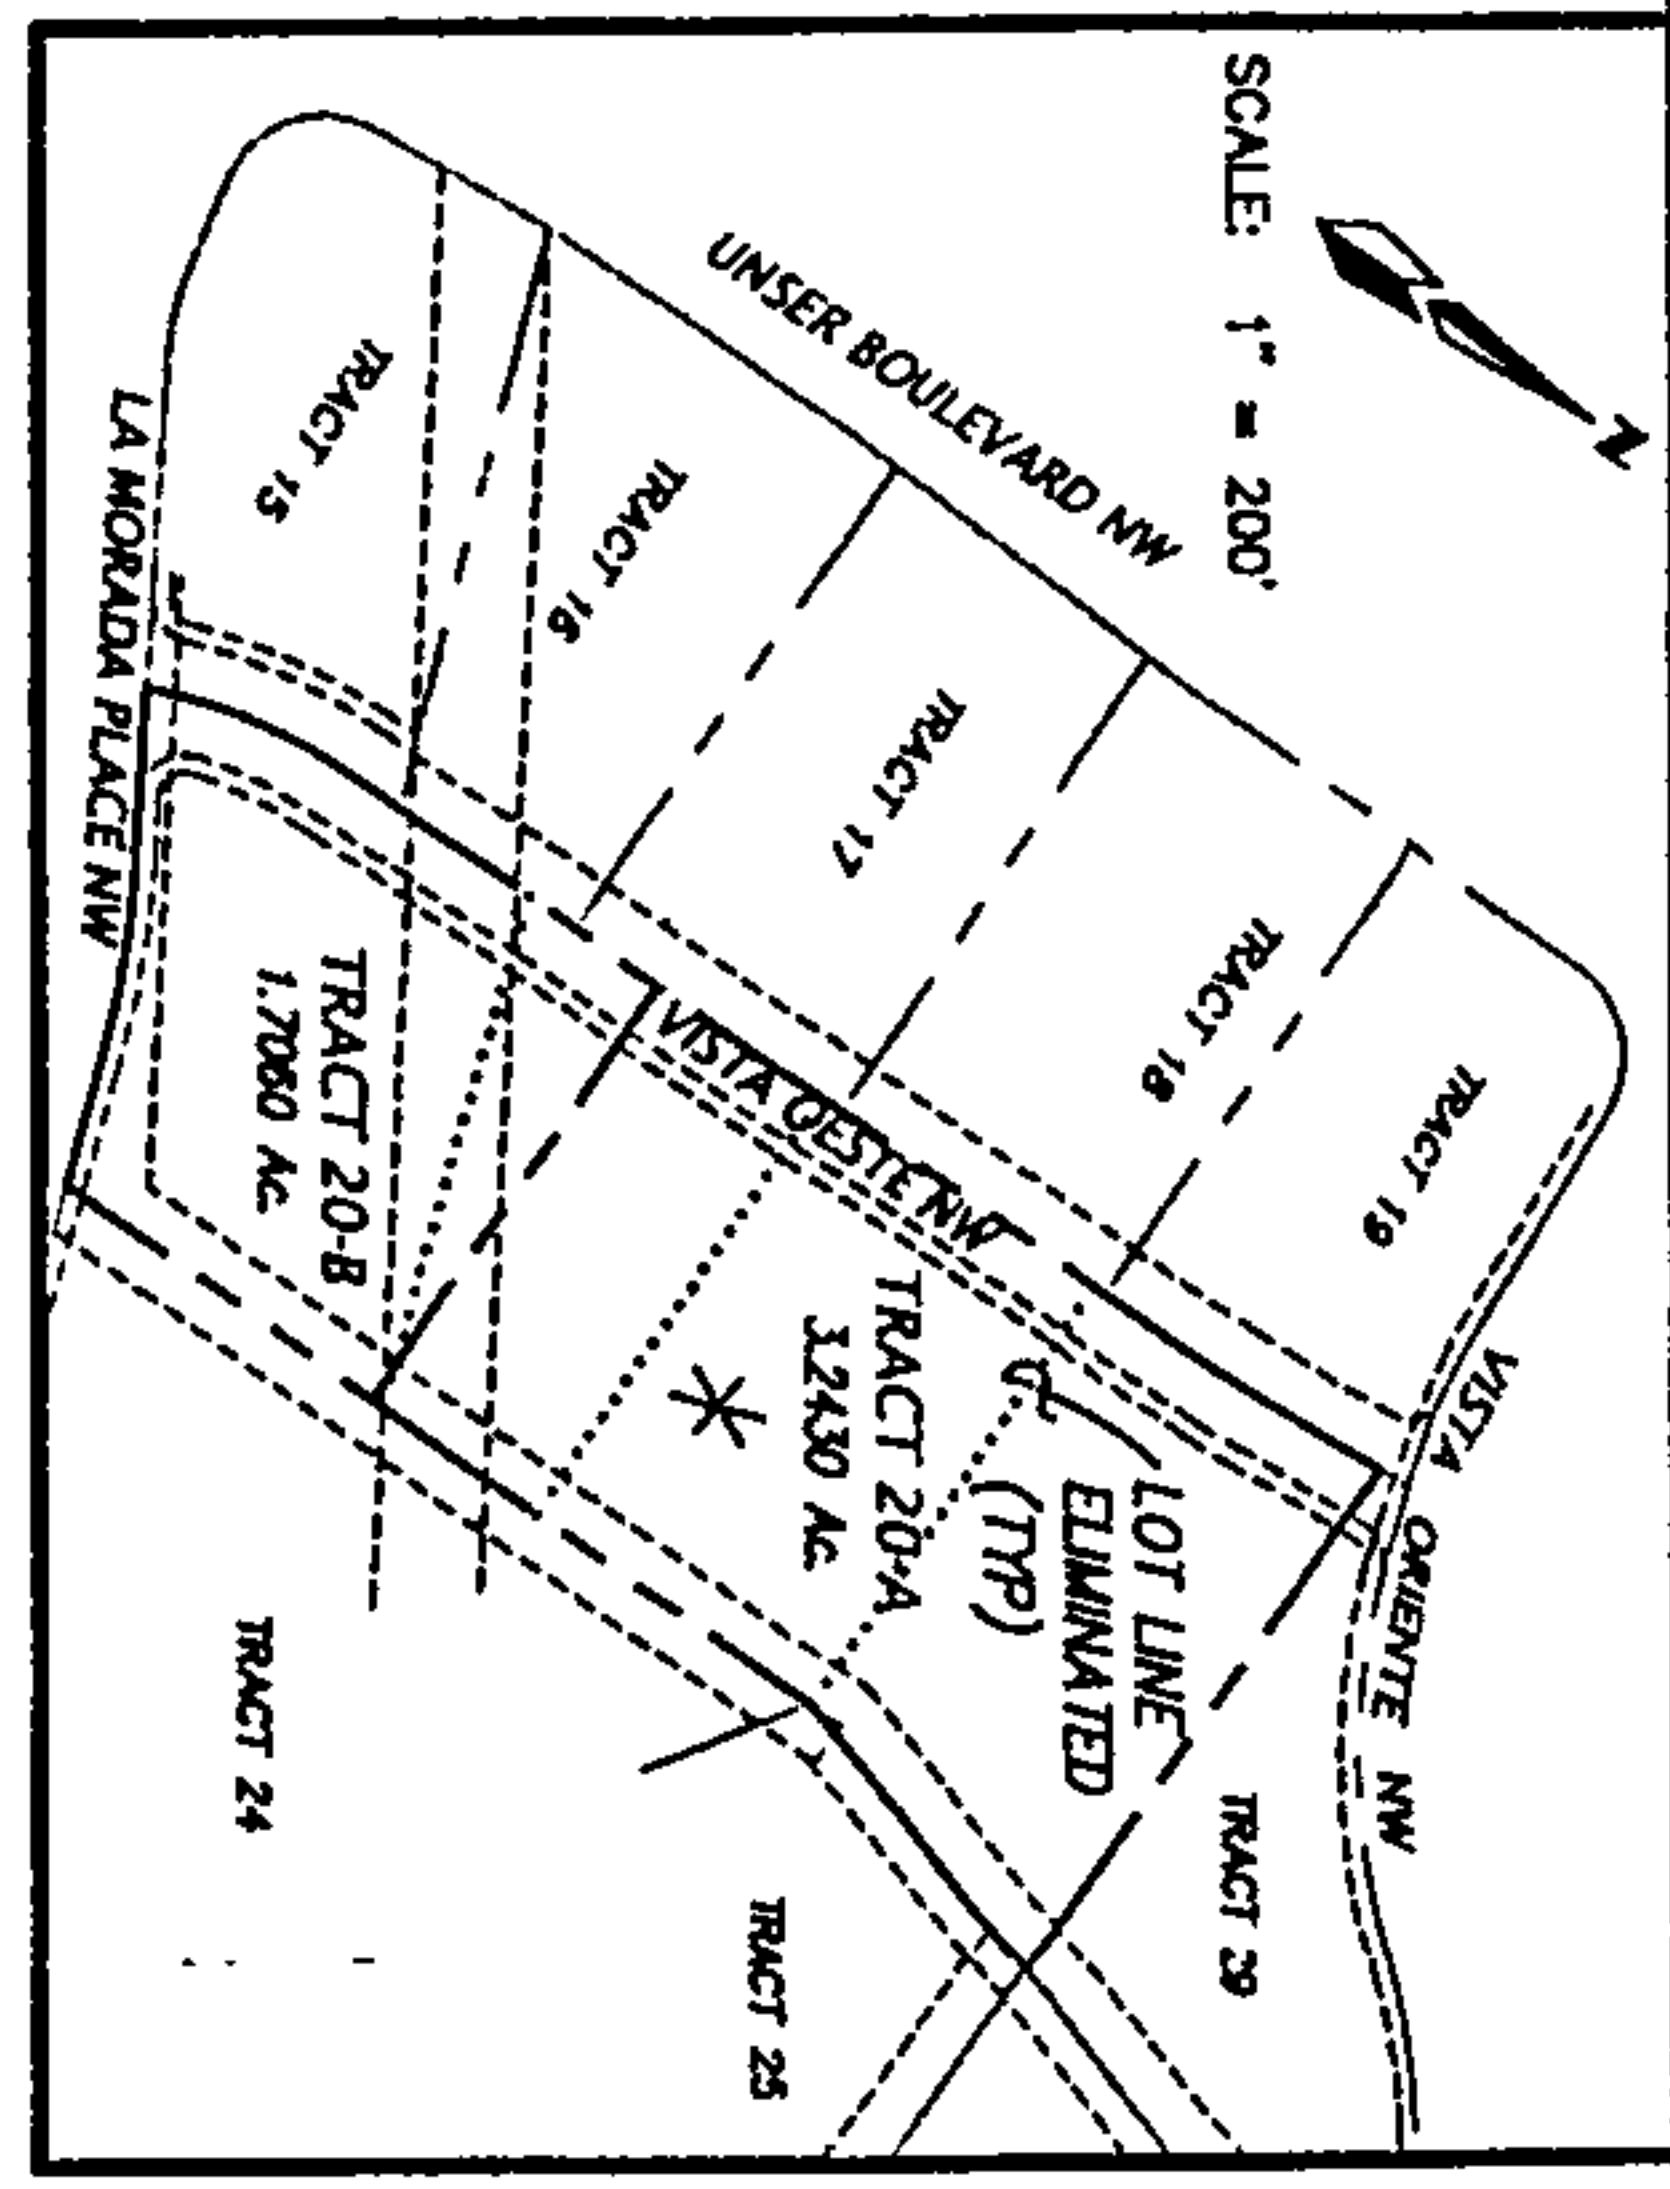 SCALE: 1" = 200'
N
UNSER BOULEVARD NW
TRACT 15
TRACT 16
TRACT 17
TRACT 18
TRACT 19
LA MORADA PLACE NW
VISTA OESTE NW
VISTA ORIENTE NW
TRACT 20-B
1.7060 Ac.
TRACT 20-A
3.2430 Ac.
LOT LINE
ELIMINATED
(TYP)
TRACT 24
TRACT 25
TRACT 39